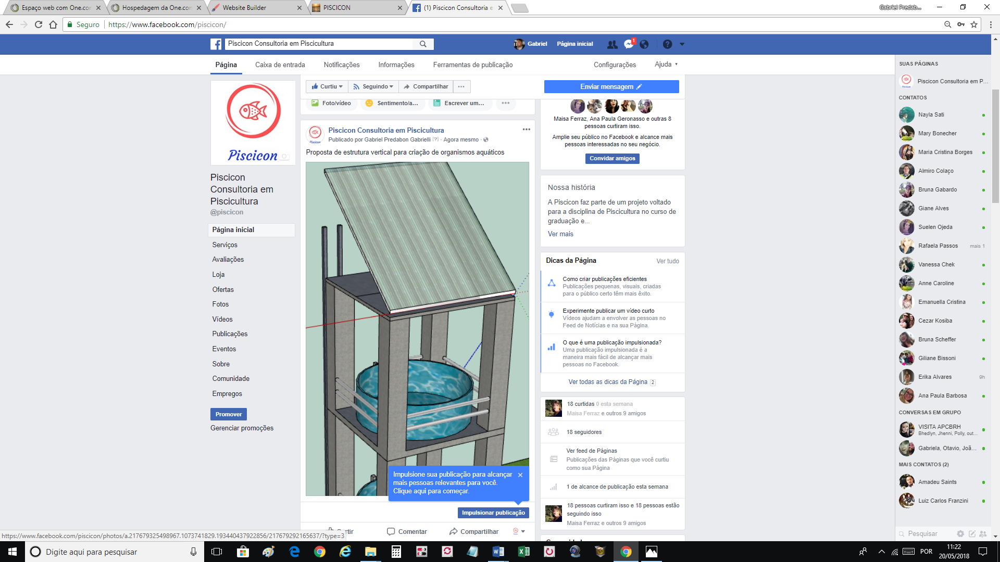 Espaço web com One.com
Hospedagem da One.com
Website Builder
PISCICON
(1) Piscicon Consultoria e
Gabriel Predab...
Seguro
https://www.facebook.com/piscicon/
Piscicon Consultoria em Piscicultura
Gabriel
Página inicial
1
Página
Caixa de entrada
Notificações
Informações
Ferramentas de publicação
Configurações
Ajuda
Piscicon
Piscicon
Consultoria em
Piscicultura
@piscicon
Página inicial
Serviços
Avaliações
Loja
Ofertas
Fotos
Vídeos
Publicações
Eventos
Sobre
Comunidade
Empregos
Promover
Gerenciar promoções
Curtiu
Seguindo
Compartilhar
Enviar mensagem
Foto/vídeo
Sentimento/a...
Escrever um...
Piscicon Consultoria em Piscicultura
Publicado por Gabriel Predabon Gabrielli [?] · Agora mesmo ·
Piscicon
Proposta de estrutura vertical para criação de organismos aquáticos
Impulsione sua publicação para alcançar
mais pessoas relevantes para você.
Clique aqui para começar.
Impulsionar publicação
Comentar
Compartilhar
Maisa Ferraz, Ana Paula Geronasso e outras 8
pessoas curtiram isso.
Amplie seu público no Facebook e alcance mais
pessoas interessadas no seu negócio.
Convidar amigos
Nossa história
A Piscicon faz parte de um projeto voltado
para a disciplina de Piscicultura no curso de
graduação e...
Ver mais
Dicas da Página
Ver tudo
Como criar publicações eficientes
Publicações pequenas, visuais, criadas
para o público certo têm mais êxito.
Experimente publicar um vídeo curto
Vídeos ajudam a envolver as pessoas no
Feed de Notícias e na sua Página.
O que é uma publicação impulsionada?
Uma publicação impulsionada é a
maneira mais fácil de alcançar mais
pessoas no Facebook.
Ver todas as dicas da Página 2
18 curtidas 0 esta semana
Maisa Ferraz e outros 9 amigos
18 seguidores
Ver feed de Páginas
Publicações das Páginas que você curtiu
como sua Página
1 de alcance de publicação esta semana
18 pessoas curtiram isso e 18 pessoas estão
seguindo isso
Maisa Ferraz e outros 9 amigos
SUAS PÁGINAS
Piscicon Consultoria em P...
CONTATOS
Nayla Sati
Mary Bonecher
Maria Cristina Borges
Almiro Colaço
Bruna Gabardo
Giane Alves
Suelen Ojeda
Rafaela Passos mais 1
Vanessa Chek
Anne Caroline
Emanuella Cristina
Cezar Kosiba
Bruna Scheffer
Giliane Bissoni
Erika Alvares 9h
Ana Paula Barbosa
CONVERSAS EM GRUPO
VISITA APCBRH
Bhedlyn, Jhenni, Polly, out...
Gabriela, Otavio, Joã...
MAIS CONTATOS (2)
Amadeu Saints
Luiz Carlos Franzini
Pesquisar
https://www.facebook.com/piscicon/photos/a.217679325498967.1073741829.193440437922856/217679292165637/?type=3
Digite aqui para pesquisar
POR
11:22
20/05/2018